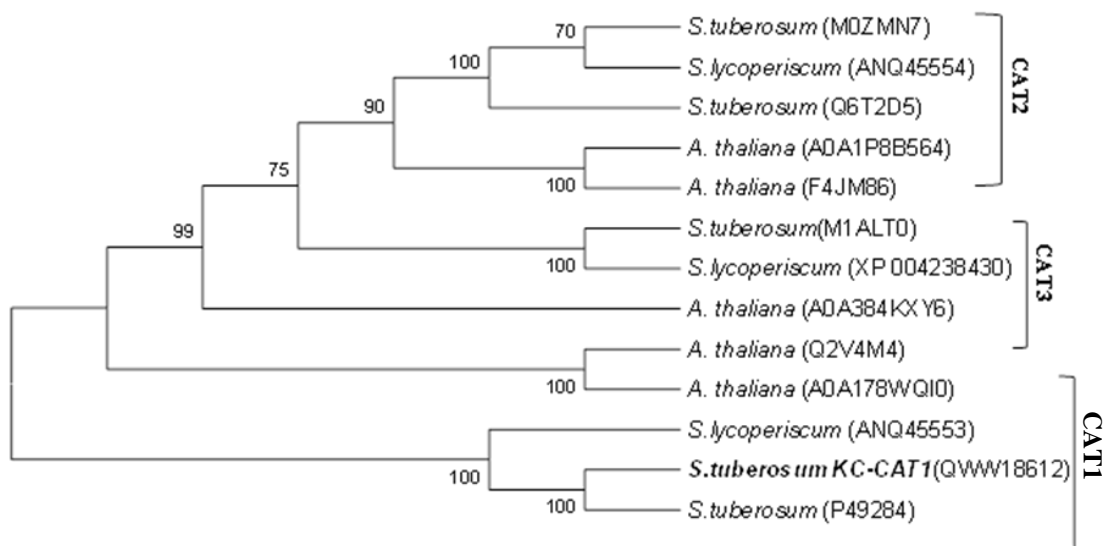 70
S.tuberosum (M0ZMN7)
100
S.lycoperiscum (ANQ45554)
90
S.tuberosum (Q6T2D5)
CAT2
75
A. thaliana (A0A1P8B564)
100
A. thaliana (F4JM86)
99
S.tuberosum(M1ALT0)
100
S.lycoperiscum (XP 004238430)
CAT3
A. thaliana (A0A384KXY6)
A. thaliana (Q2V4M4)
100
A. thaliana (A0A178WQI0)
S.lycoperiscum (ANQ45553)
CAT1
100
S.tuberosum KC-CAT1(QWW18612)
100
S.tuberosum (P49284)